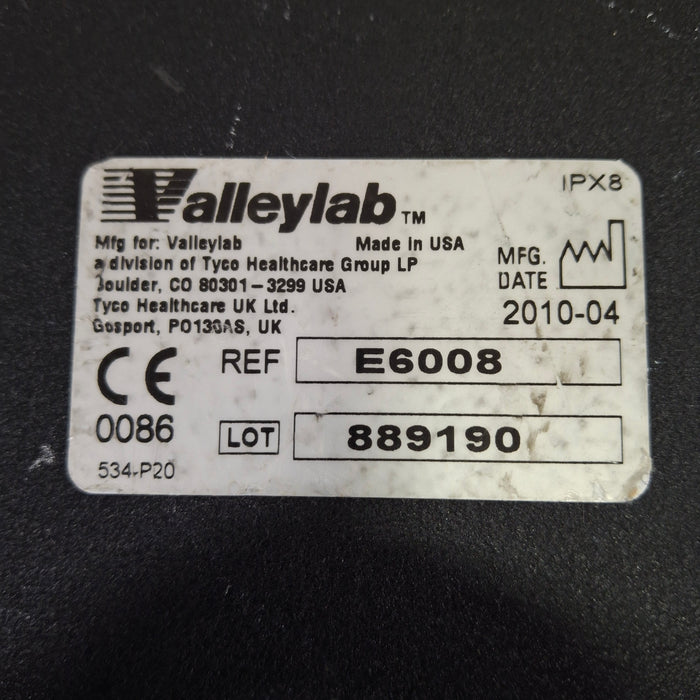 Valleylab™
IPX8
Mfg for: Valleylab Made in USA
a division of Tyco Healthcare Group LP
Boulder, CO 80301-3299 USA
Tyco Healthcare UK Ltd.
Gosport, PO130AS, UK
MFG.
DATE
2010-04
REF E6008
CE
0086
LOT 889190
534-P20